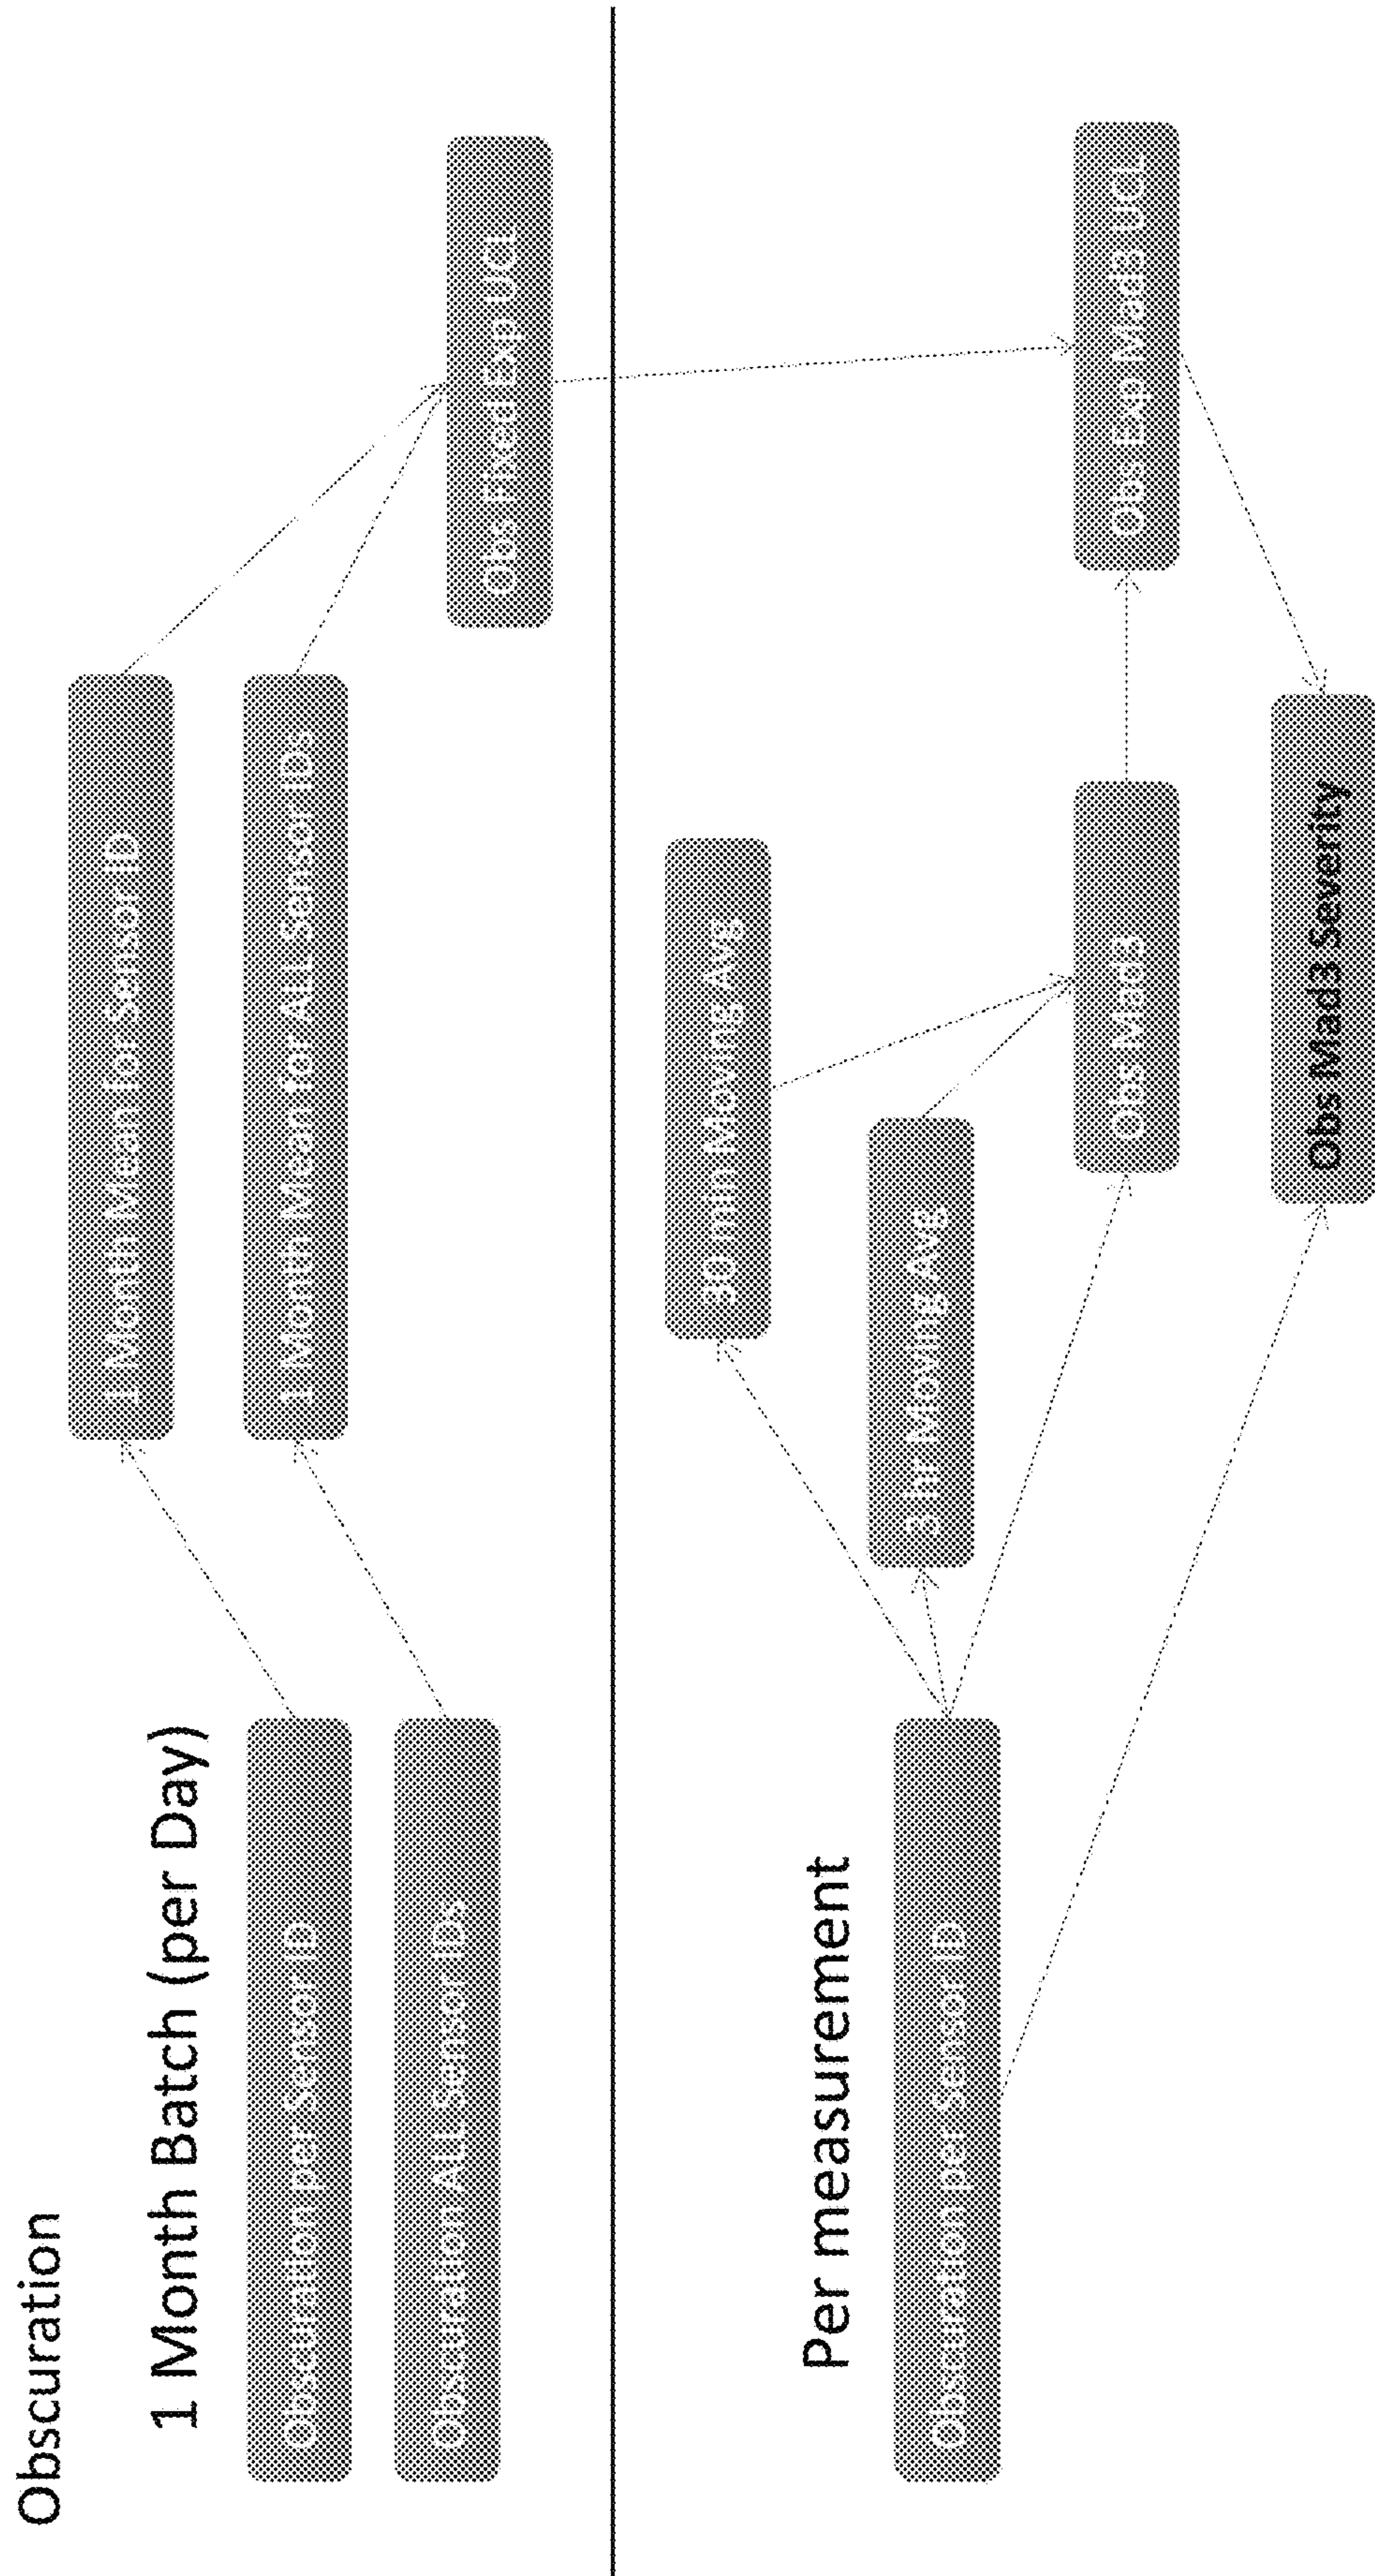 Obscuration
1 Month Batch (per Day)
Obscuration per Sensor ID
Obscuration ALL Sensor IDs
1 Month Mean for Sensor ID
1 Month Mean for ALL Sensor IDs
Obs Fixed Exp UCL
Per measurement
Obscuration per Sensor ID
30 min Moving Avg
3 hr Moving Avg
Obs Mad3
Obs Exp Mada UCL
Obs Mad3 Severity